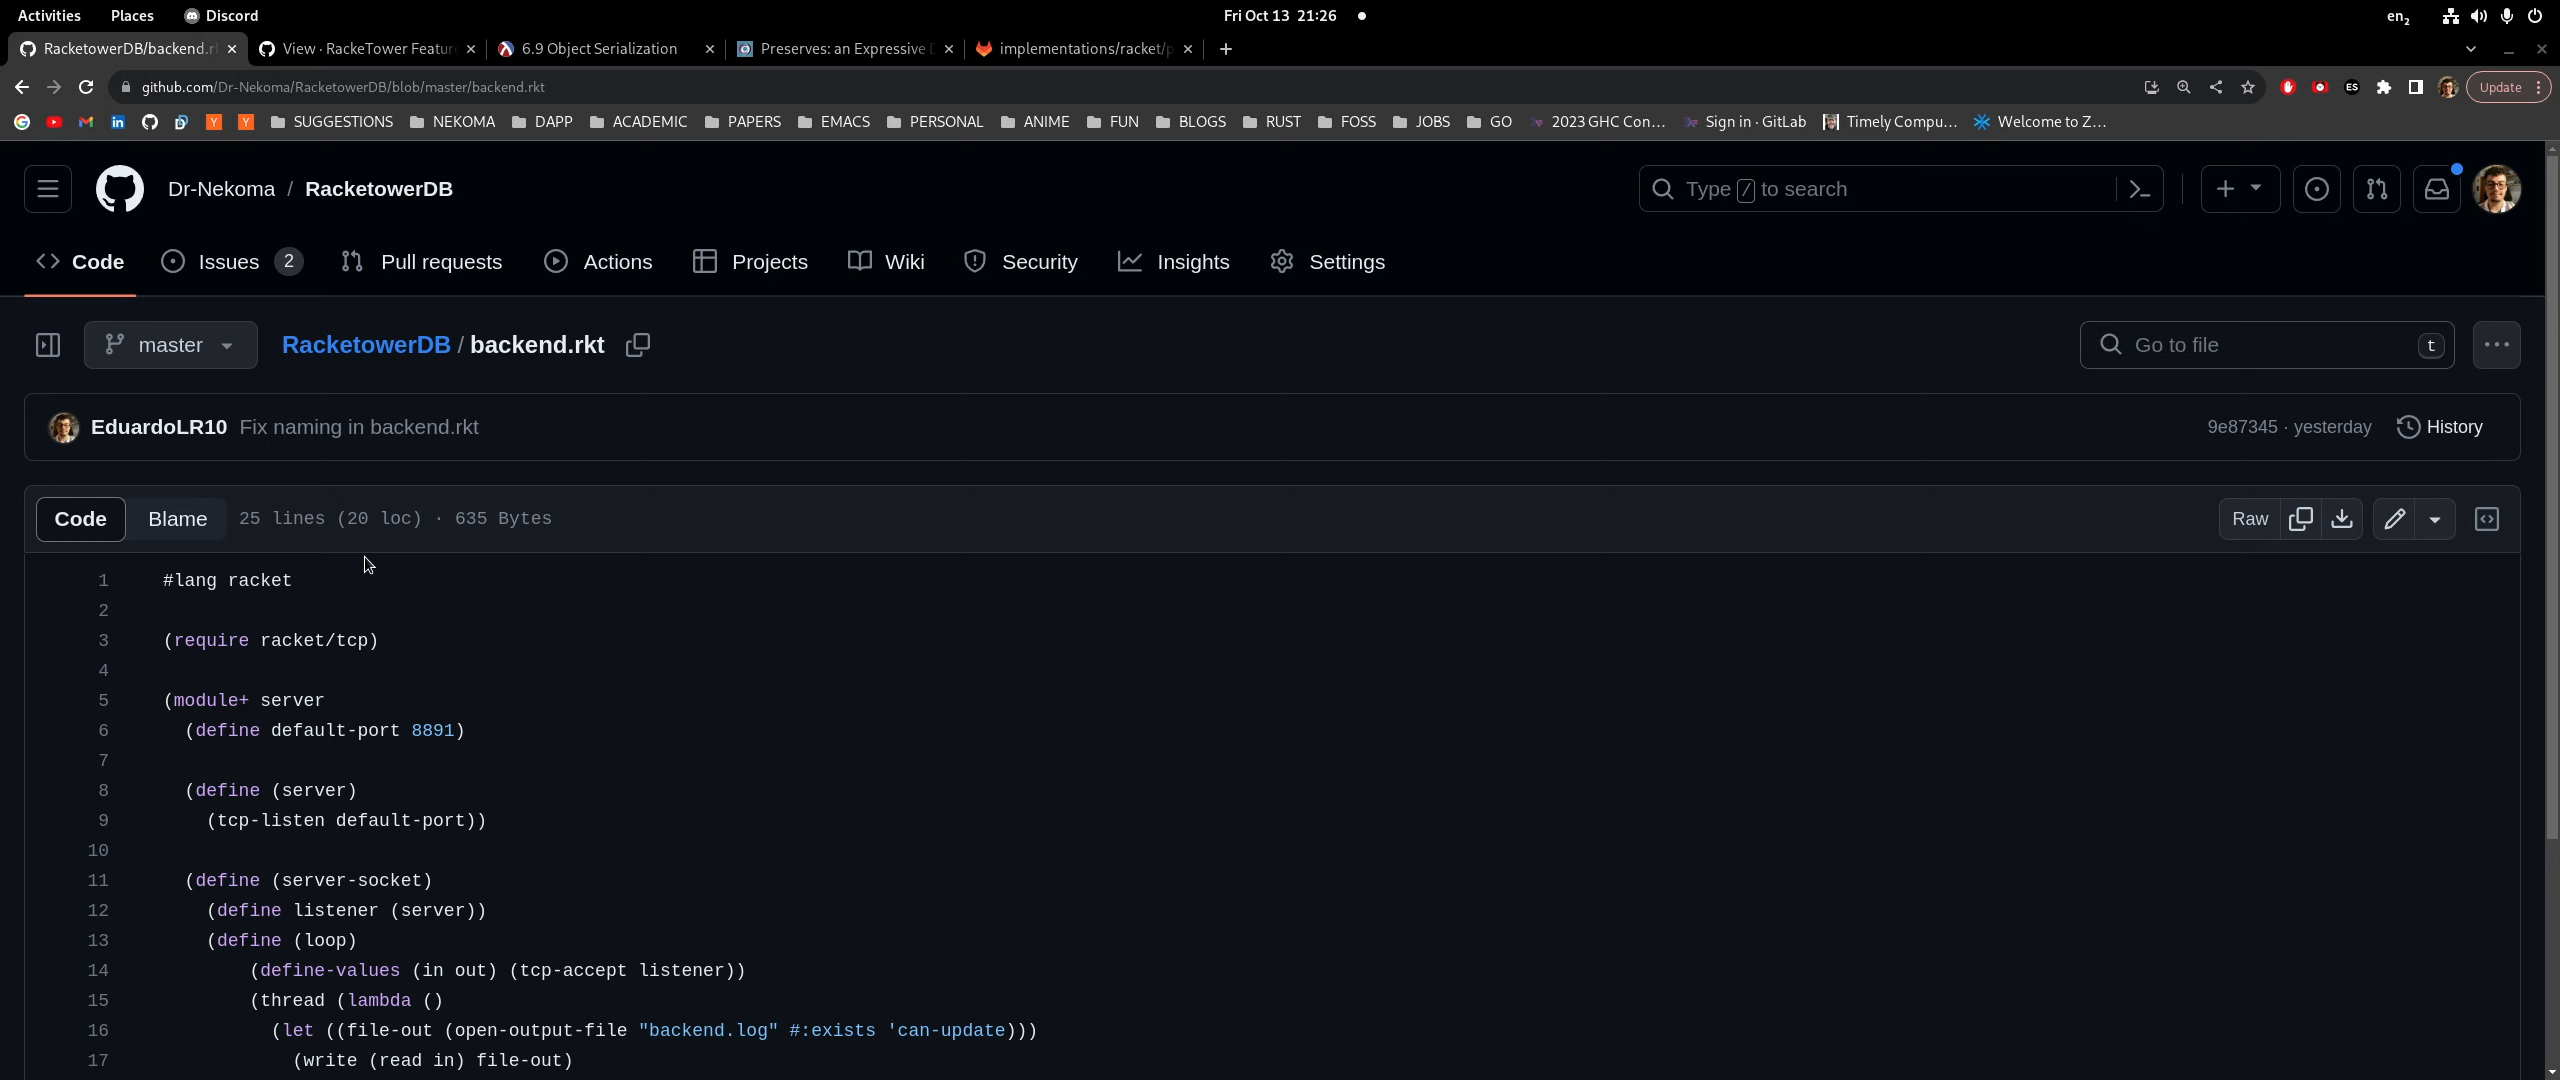 Activities Places Discord Fri Oct 13 21:26 en2
RacketowerDB/backend.r View · RackeTower Featur 6.9 Object Serialization Preserves: an Expressive D implementations/racket/p
github.com/Dr-Nekoma/RacketowerDB/blob/master/backend.rkt ES Update
SUGGESTIONS NEKOMA DAPP ACADEMIC PAPERS EMACS PERSONAL ANIME FUN BLOGS RUST FOSS JOBS GO 2023 GHC Con... Sign in · GitLab Timely Compu... Welcome to Z...
Dr-Nekoma / RacketowerDB Type / to search
Code Issues 2 Pull requests Actions Projects Wiki Security Insights Settings
master RacketowerDB / backend.rkt Go to file t
EduardoLR10 Fix naming in backend.rkt 9e87345 · yesterday History
Code Blame 25 lines (20 loc) · 635 Bytes Raw
1 #lang racket
2
3 (require racket/tcp)
4
5 (module+ server
6 (define default-port 8891)
7
8 (define (server)
9 (tcp-listen default-port))
10
11 (define (server-socket)
12 (define listener (server))
13 (define (loop)
14 (define-values (in out) (tcp-accept listener))
15 (thread (lambda ()
16 (let ((file-out (open-output-file "backend.log" #:exists 'can-update)))
17 (write (read in) file-out)